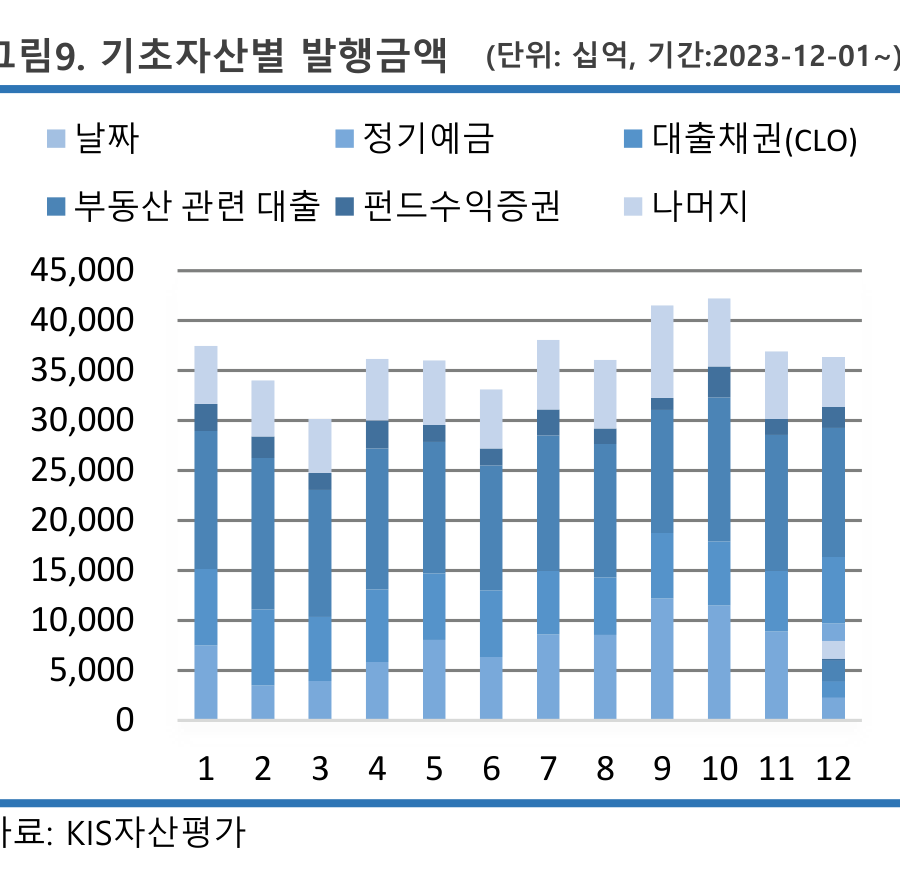 그림9. 기초자산별 발행금액 (단위: 십억, 기간:2023-12-01~)
날짜 정기예금 대출채권(CLO)
부동산 관련 대출 펀드수익증권 나머지
45,000
40,000
35,000
30,000
25,000
20,000
15,000
10,000
5,000
0
1 2 3 4 5 6 7 8 9 10 11 12
자료: KIS자산평가